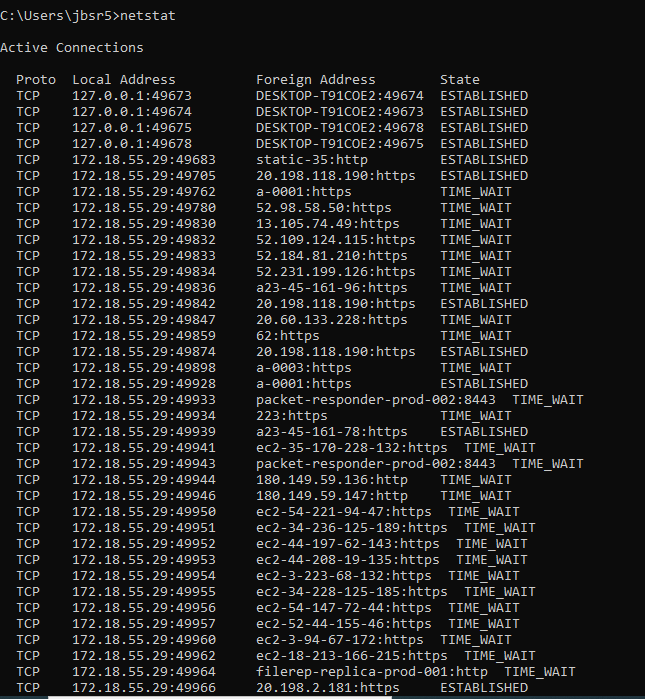 C:\Users\jbsr5>netstat
Active Connections
Proto  Local Address          Foreign Address        State
TCP    127.0.0.1:49673        DESKTOP-T91COE2:49674  ESTABLISHED
TCP    127.0.0.1:49674        DESKTOP-T91COE2:49673  ESTABLISHED
TCP    127.0.0.1:49675        DESKTOP-T91COE2:49678  ESTABLISHED
TCP    127.0.0.1:49678        DESKTOP-T91COE2:49675  ESTABLISHED
TCP    172.18.55.29:49683     static-35:http         ESTABLISHED
TCP    172.18.55.29:49705     20.198.118.190:https   ESTABLISHED
TCP    172.18.55.29:49762     a-0001:https           TIME_WAIT
TCP    172.18.55.29:49780     52.98.58.50:https      TIME_WAIT
TCP    172.18.55.29:49830     13.105.74.49:https     TIME_WAIT
TCP    172.18.55.29:49832     52.109.124.115:https   TIME_WAIT
TCP    172.18.55.29:49833     52.184.81.210:https    TIME_WAIT
TCP    172.18.55.29:49834     52.231.199.126:https   TIME_WAIT
TCP    172.18.55.29:49836     a23-45-161-96:https    TIME_WAIT
TCP    172.18.55.29:49842     20.198.118.190:https   ESTABLISHED
TCP    172.18.55.29:49847     20.60.133.228:https    TIME_WAIT
TCP    172.18.55.29:49859     62:https               TIME_WAIT
TCP    172.18.55.29:49874     20.198.118.190:https   ESTABLISHED
TCP    172.18.55.29:49898     a-0003:https           TIME_WAIT
TCP    172.18.55.29:49928     a-0001:https           ESTABLISHED
TCP    172.18.55.29:49933     packet-responder-prod-002:8443  TIME_WAIT
TCP    172.18.55.29:49934     223:https              TIME_WAIT
TCP    172.18.55.29:49939     a23-45-161-78:https    ESTABLISHED
TCP    172.18.55.29:49941     ec2-35-170-228-132:https  TIME_WAIT
TCP    172.18.55.29:49943     packet-responder-prod-002:8443  TIME_WAIT
TCP    172.18.55.29:49944     180.149.59.136:http    TIME_WAIT
TCP    172.18.55.29:49946     180.149.59.147:http    TIME_WAIT
TCP    172.18.55.29:49950     ec2-54-221-94-47:https  TIME_WAIT
TCP    172.18.55.29:49951     ec2-34-236-125-189:https  TIME_WAIT
TCP    172.18.55.29:49952     ec2-44-197-62-143:https  TIME_WAIT
TCP    172.18.55.29:49953     ec2-44-208-19-135:https  TIME_WAIT
TCP    172.18.55.29:49954     ec2-3-223-68-132:https  TIME_WAIT
TCP    172.18.55.29:49955     ec2-34-228-125-185:https  TIME_WAIT
TCP    172.18.55.29:49956     ec2-54-147-72-44:https  TIME_WAIT
TCP    172.18.55.29:49957     ec2-52-44-155-46:https  TIME_WAIT
TCP    172.18.55.29:49960     ec2-3-94-67-172:https  TIME_WAIT
TCP    172.18.55.29:49962     ec2-18-213-166-215:https  TIME_WAIT
TCP    172.18.55.29:49964     filerep-replica-prod-001:http  TIME_WAIT
TCP    172.18.55.29:49966     20.198.2.181:https     ESTABLISHED